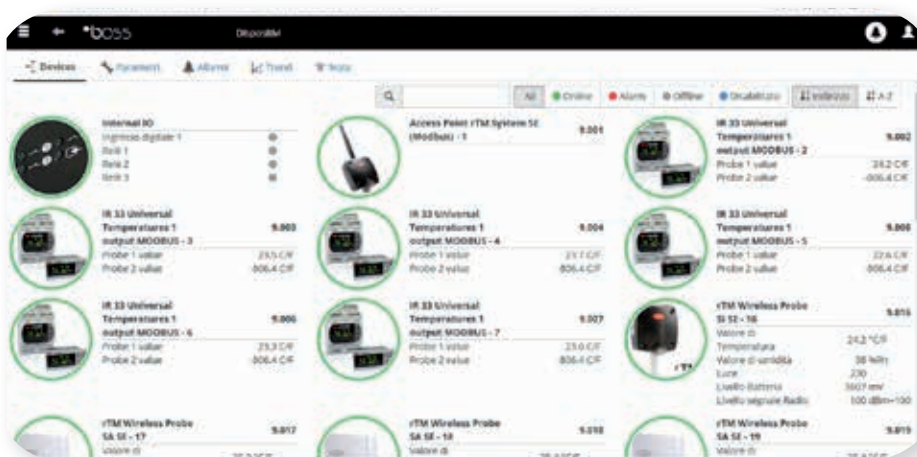 boss
Dispositivi
Devices
Parametri
Allarmi
Trend
Note
All
Online
Alarm
Offline
Disabilitato
Indirizzo
A-Z
Internal IO
Ingresso digitale 1
Relè 1
Relè 2
Relè 3
Access Point rTM System SE
(Modbus) - 1
9.001
IR 33 Universal
Temperatures 1
9.002
output MODBUS - 2
Probe 1 value 24.2 C/F
Probe 2 value -806.4 C/F
IR 33 Universal
Temperatures 1
9.003
output MODBUS - 3
Probe 1 value 23.5 C/F
Probe 2 value -806.4 C/F
IR 33 Universal
Temperatures 1
9.004
output MODBUS - 4
Probe 1 value 23.7 C/F
Probe 2 value -806.4 C/F
IR 33 Universal
Temperatures 1
output MODBUS - 5
Probe 1 value 22.6 C/F
Probe 2 value -806.4 C/F
IR 33 Universal
Temperatures 1
9.006
output MODBUS - 6
Probe 1 value 23.3 C/F
Probe 2 value -806.4 C/F
IR 33 Universal
Temperatures 1
9.007
output MODBUS - 7
Probe 1 value 23.0 C/F
Probe 2 value -806.4 C/F
rTM
rTM Wireless Probe
SI SE - 16
9.016
Valore di
Temperatura 24.2 °C/F
Valore di umidità 38 %Rh
Luce 230
Livello Batteria mV
Livello segnale Radio 100 dBm+100
rTM Wireless Probe
SA SE - 17
9.017
Valore di
rTM Wireless Probe
SA SE - 18
9.018
Valore di
rTM Wireless Probe
SA SE - 19
9.019
Valore di